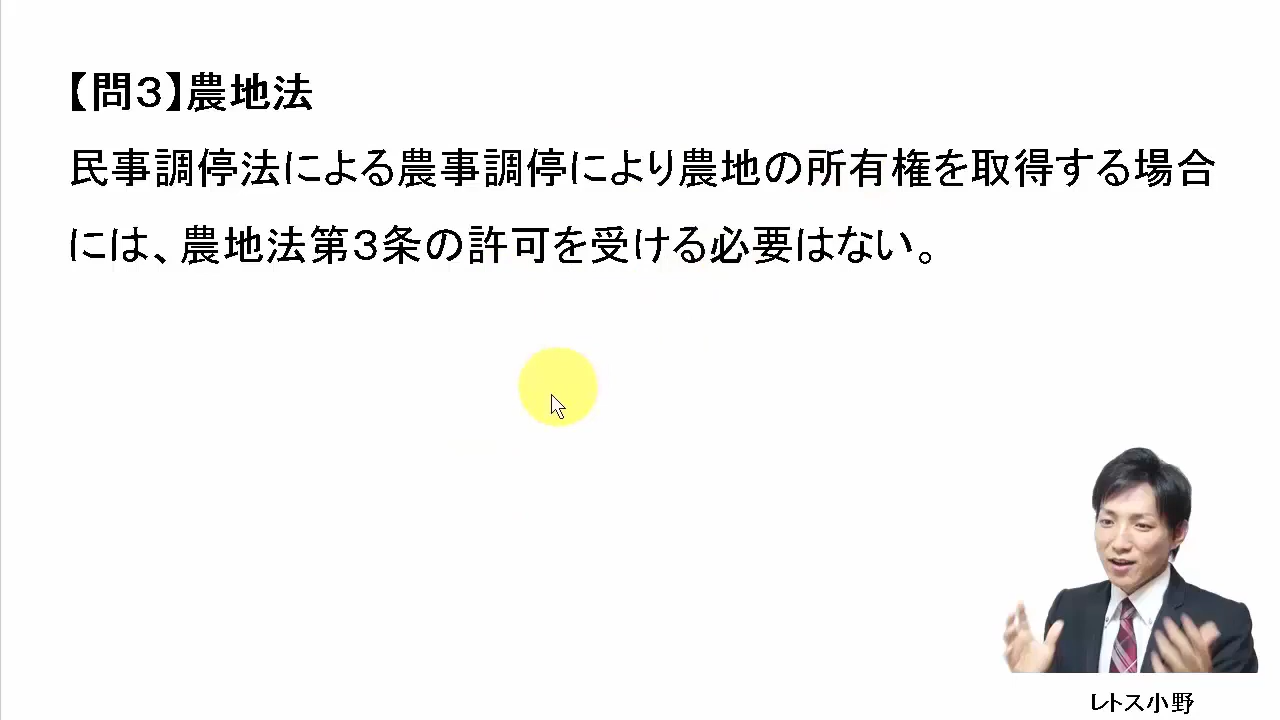 【問３】農地法
民事調停法による農事調停により農地の所有権を取得する場合
には、農地法第３条の許可を受ける必要はない。
レトス小野